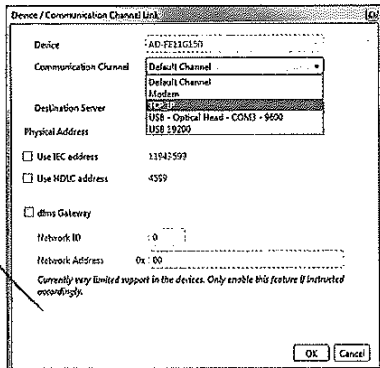 Device / Communication Channel Link
Device AD-FE11G150
Communication Channel Default Channel
Default Channel
Modem
TCP-IP
Destination Server
USB - Optical Head - COM3 - 9600
Physical Address
USB 19200
Use IEC address 11943593
Use HDLC address 4599
dlms Gateway
Network ID : 0
Network Address 0x : 00
Currently very limited support in the devices. Only enable this feature if instructed
accordingly.
OK Cancel